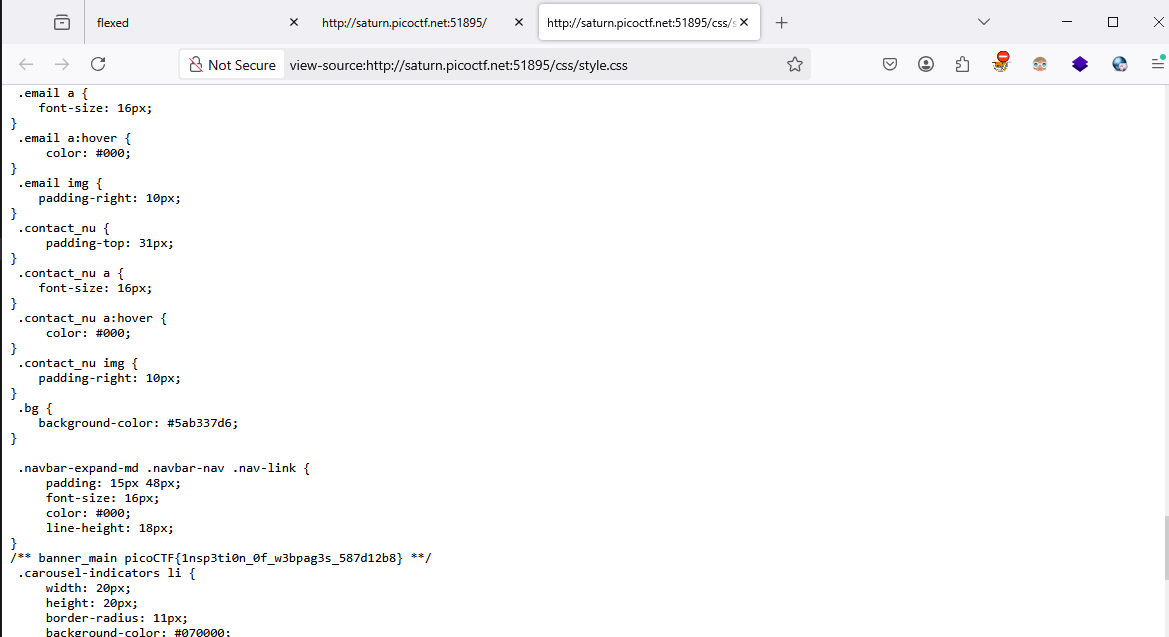 flexed
http://saturn.picoctf.net:51895/
http://saturn.picoctf.net:51895/css/s
Not Secure
view-source:http://saturn.picoctf.net:51895/css/style.css
.email a {
font-size: 16px;
}
.email a:hover {
color: #000;
}
.email img {
padding-right: 10px;
}
.contact_nu {
padding-top: 31px;
}
.contact_nu a {
font-size: 16px;
}
.contact_nu a:hover {
color: #000;
}
.contact_nu img {
padding-right: 10px;
}
.bg {
background-color: #5ab337d6;
}
.navbar-expand-md .navbar-nav .nav-link {
padding: 15px 48px;
font-size: 16px;
color: #000;
line-height: 18px;
}
/** banner_main picoCTF{1nsp3ti0n_0f_w3bpag3s_587d12b8} **/
.carousel-indicators li {
width: 20px;
height: 20px;
border-radius: 11px;
background-color: #070000;